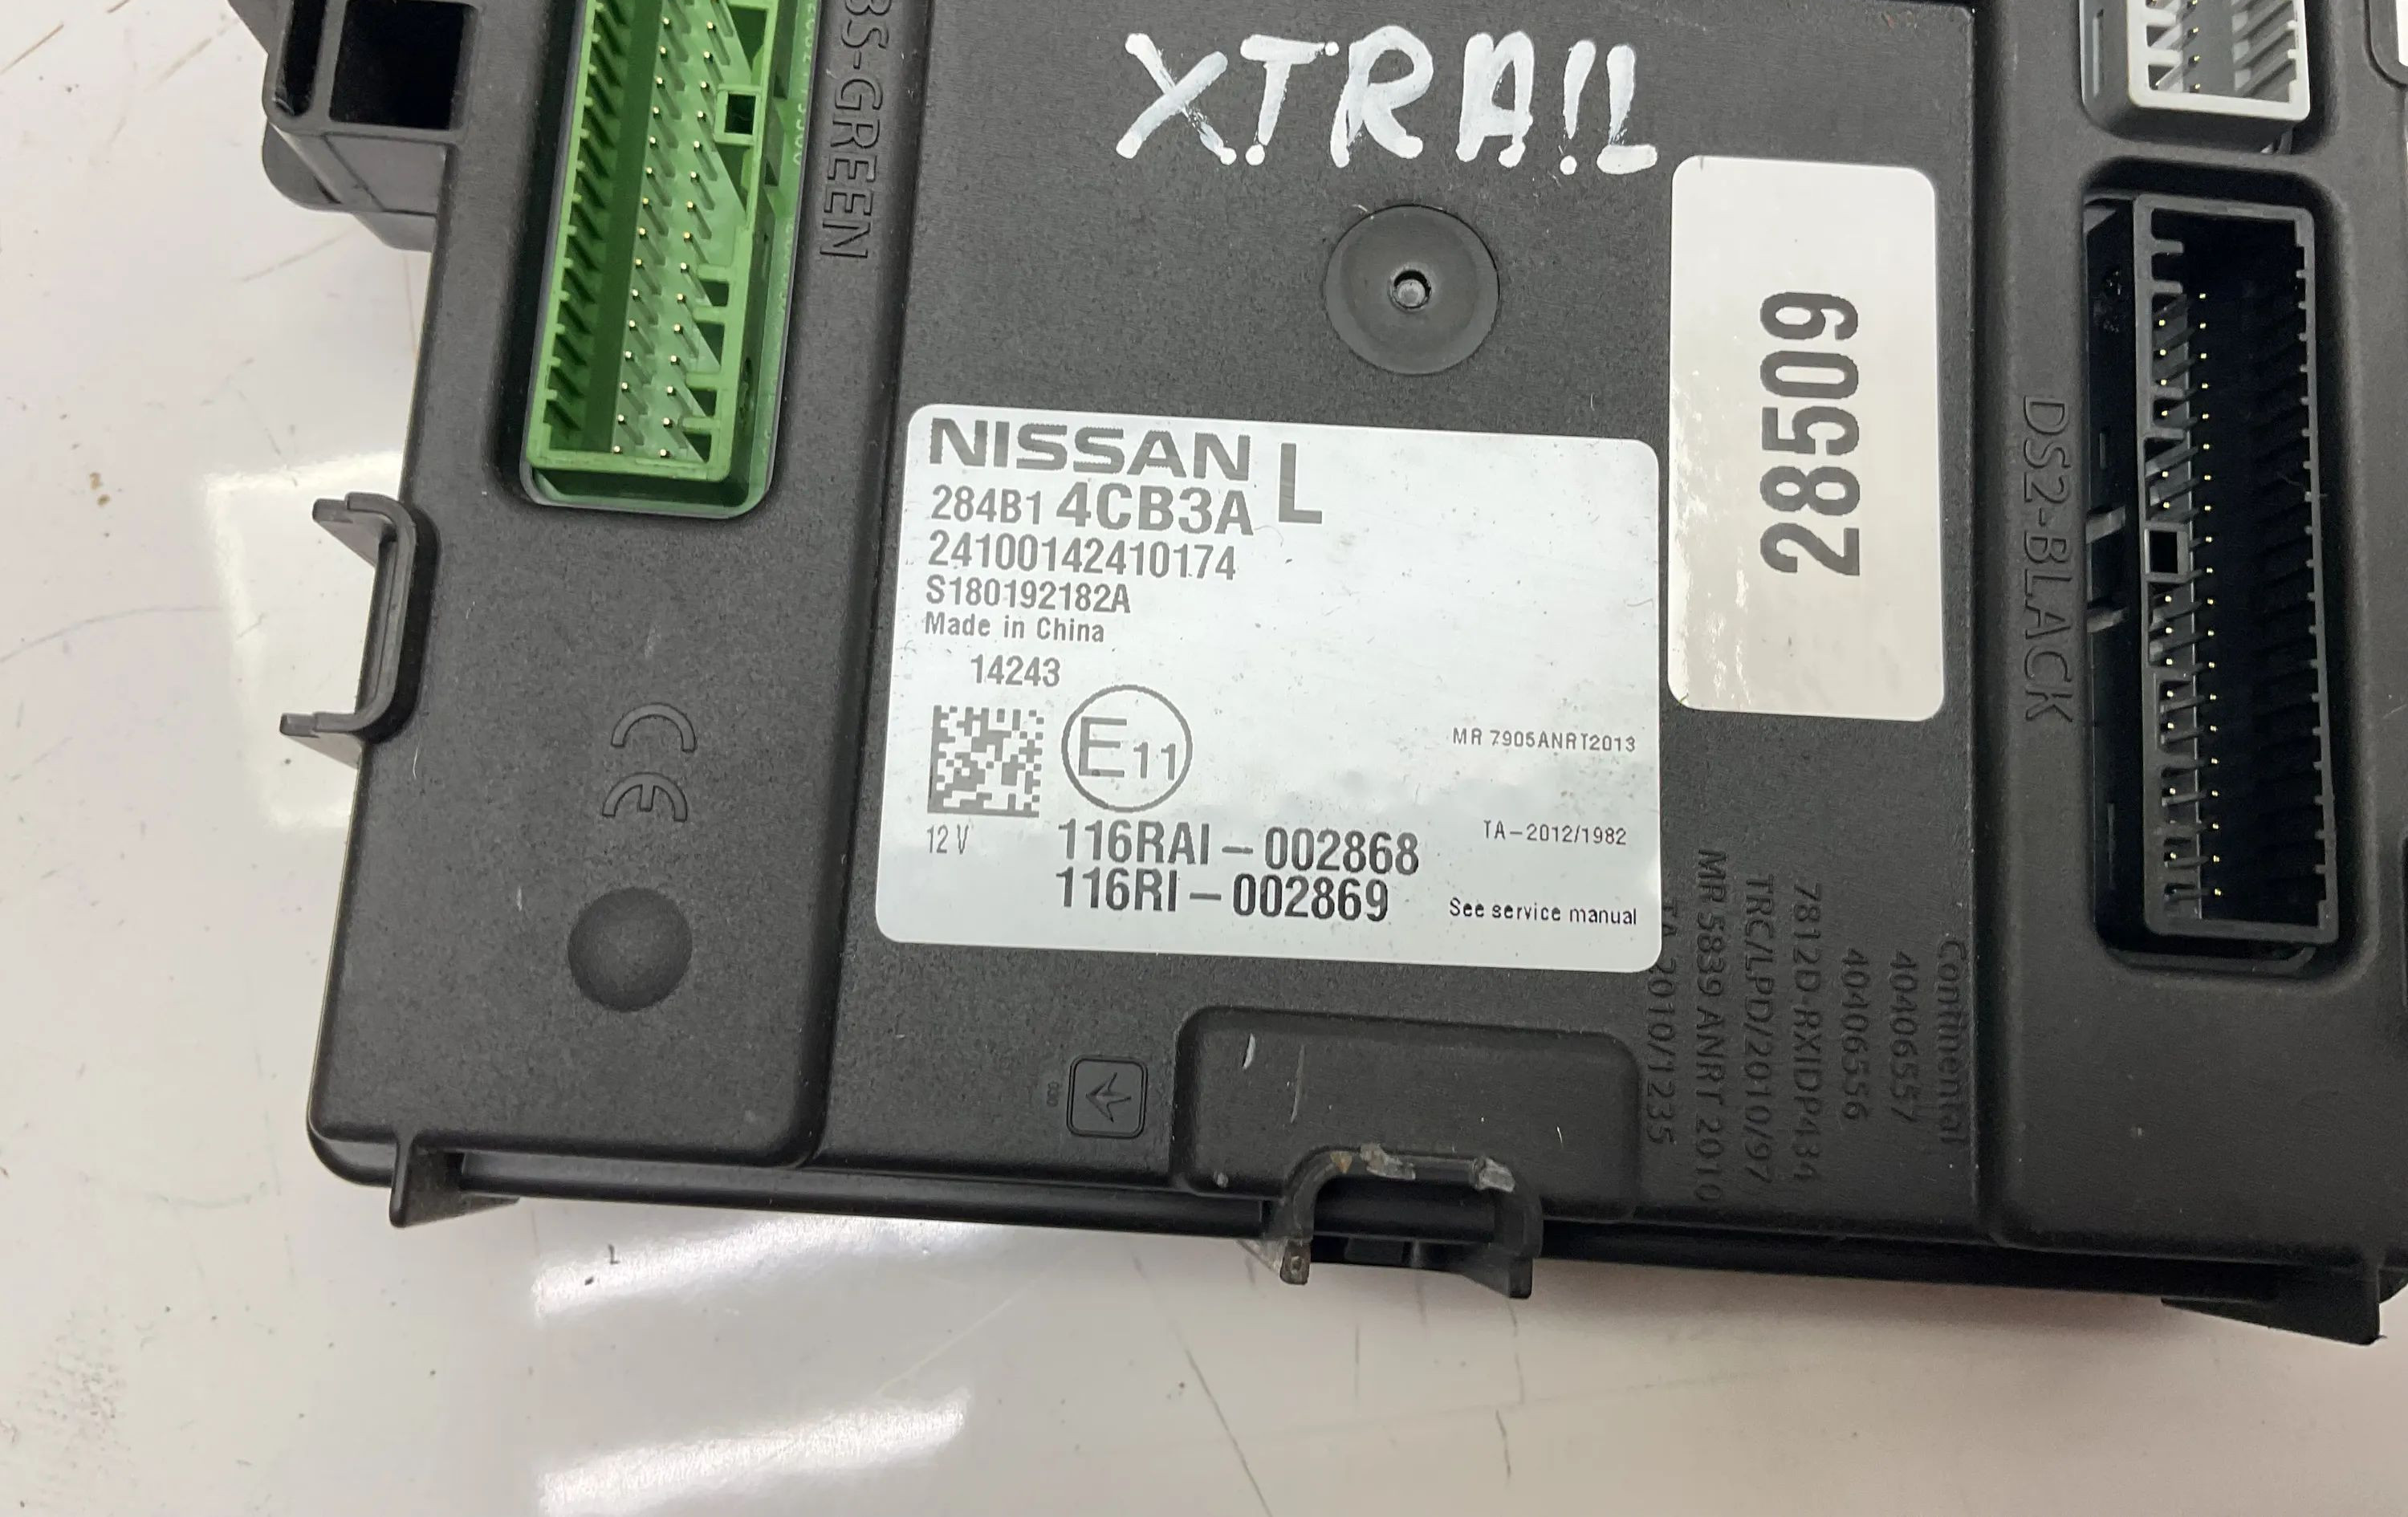 XTRAIL
BS-GREEN
28509
DS2-BLACK
NISSAN L
284B1 4CB3A
24100142410174
S180192182A
Made in China
14243
E11
MR 7905ANRT2013
12 V
116RAI-002868
TA-2012/1982
116RI-002869
See service manual
CE
Continental
40406557
40406556
7812D-RXIDP434
TRC/LPD/2010/97
MR 5839 ANRT 2010
TA 2010/1235